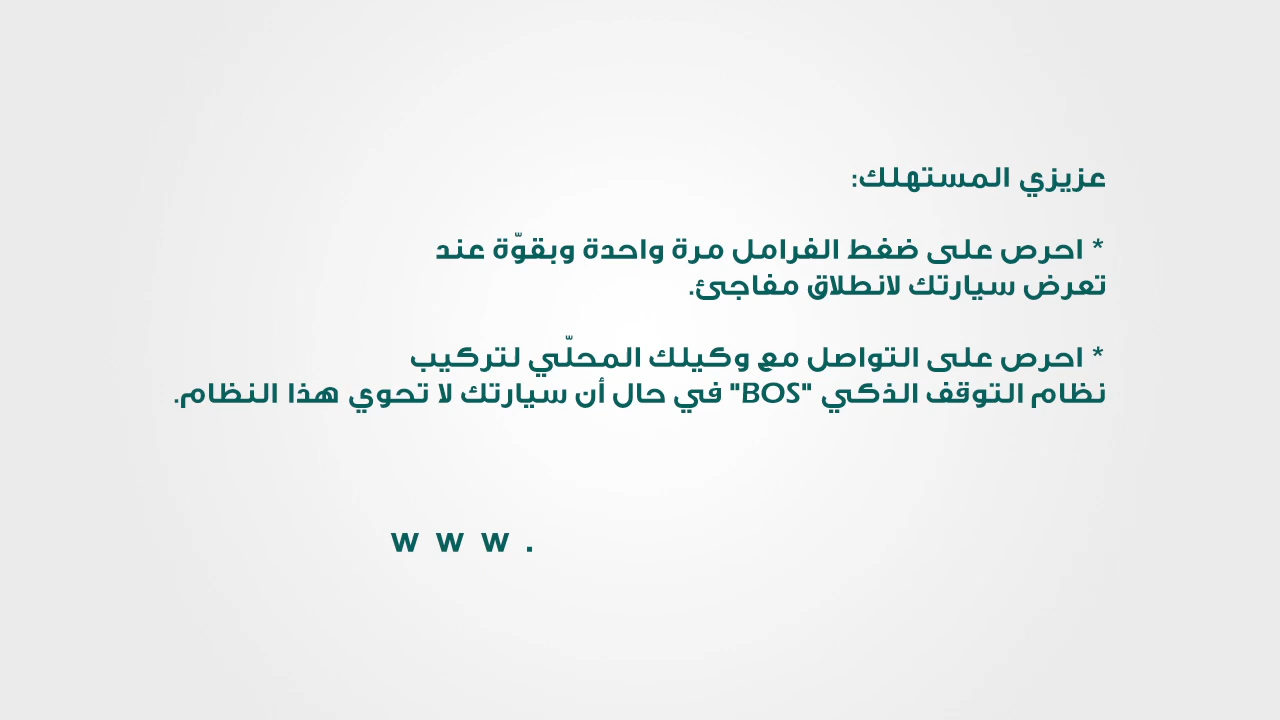 عزيزي المستهلك:
* احرص على ضغط الفرامل مرة واحدة وبقوّة عند
تعرض سيارتك لانطلاق مفاجئ.
* احرص على التواصل مع وكيلك المحلّي لتركيب
نظام التوقف الذكي "BOS" في حال أن سيارتك لا تحوي هذا النظام.
w w w .